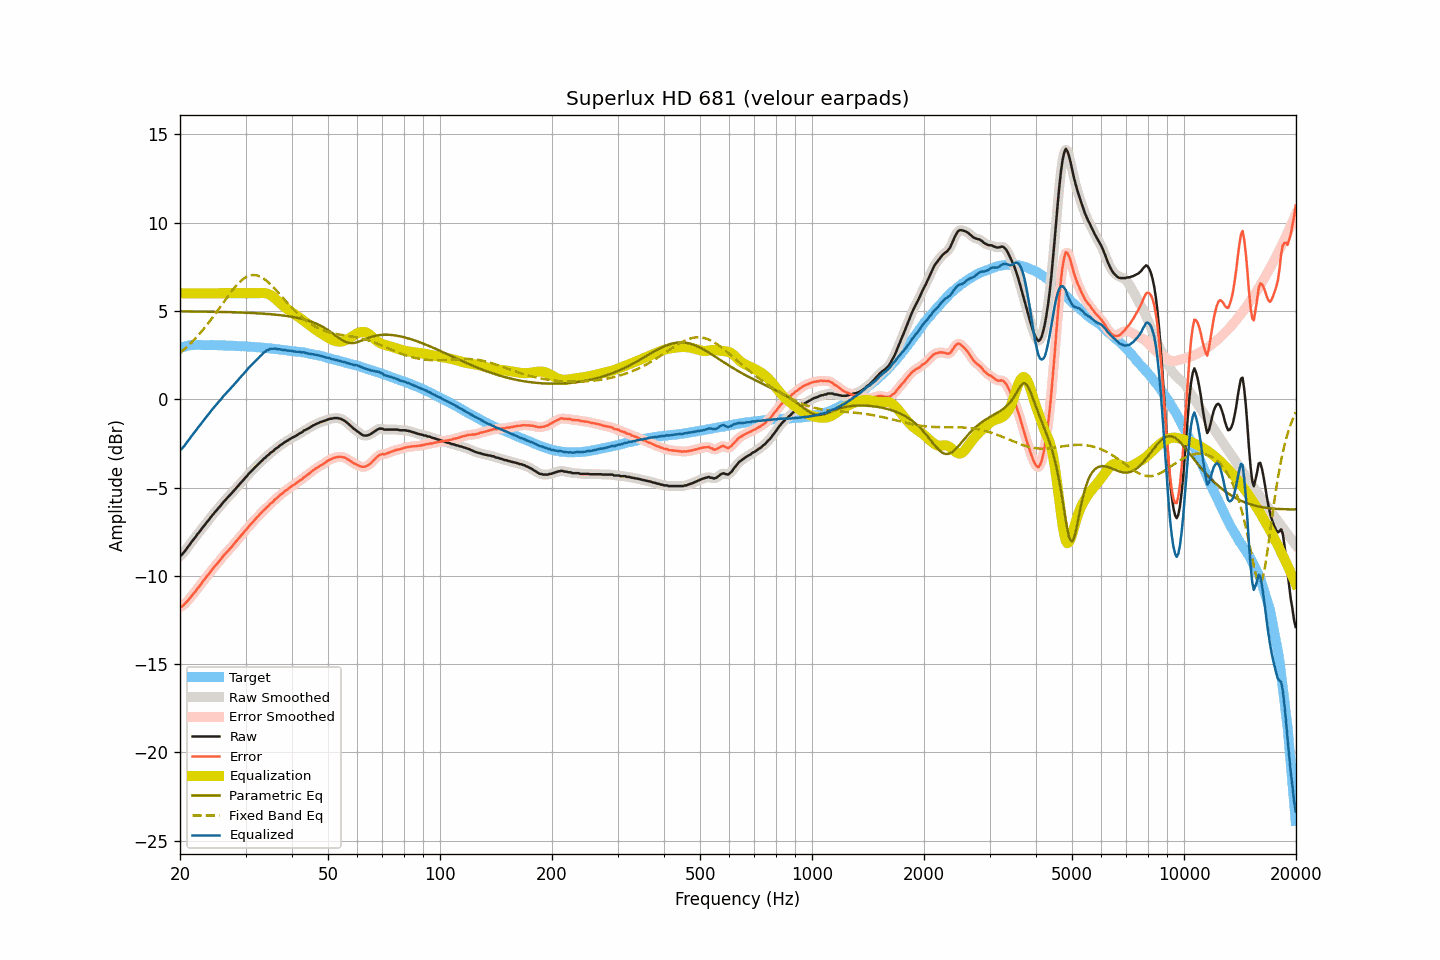 Superlux HD 681 (velour earpads)
15
10
5
0
−5
−10
−15
−20
−25
Amplitude (dBr)
Target
Raw Smoothed
Error Smoothed
Raw
Error
Equalization
Parametric Eq
Fixed Band Eq
Equalized
20 50 100 200 500 1000 2000 5000 10000 20000
Frequency (Hz)